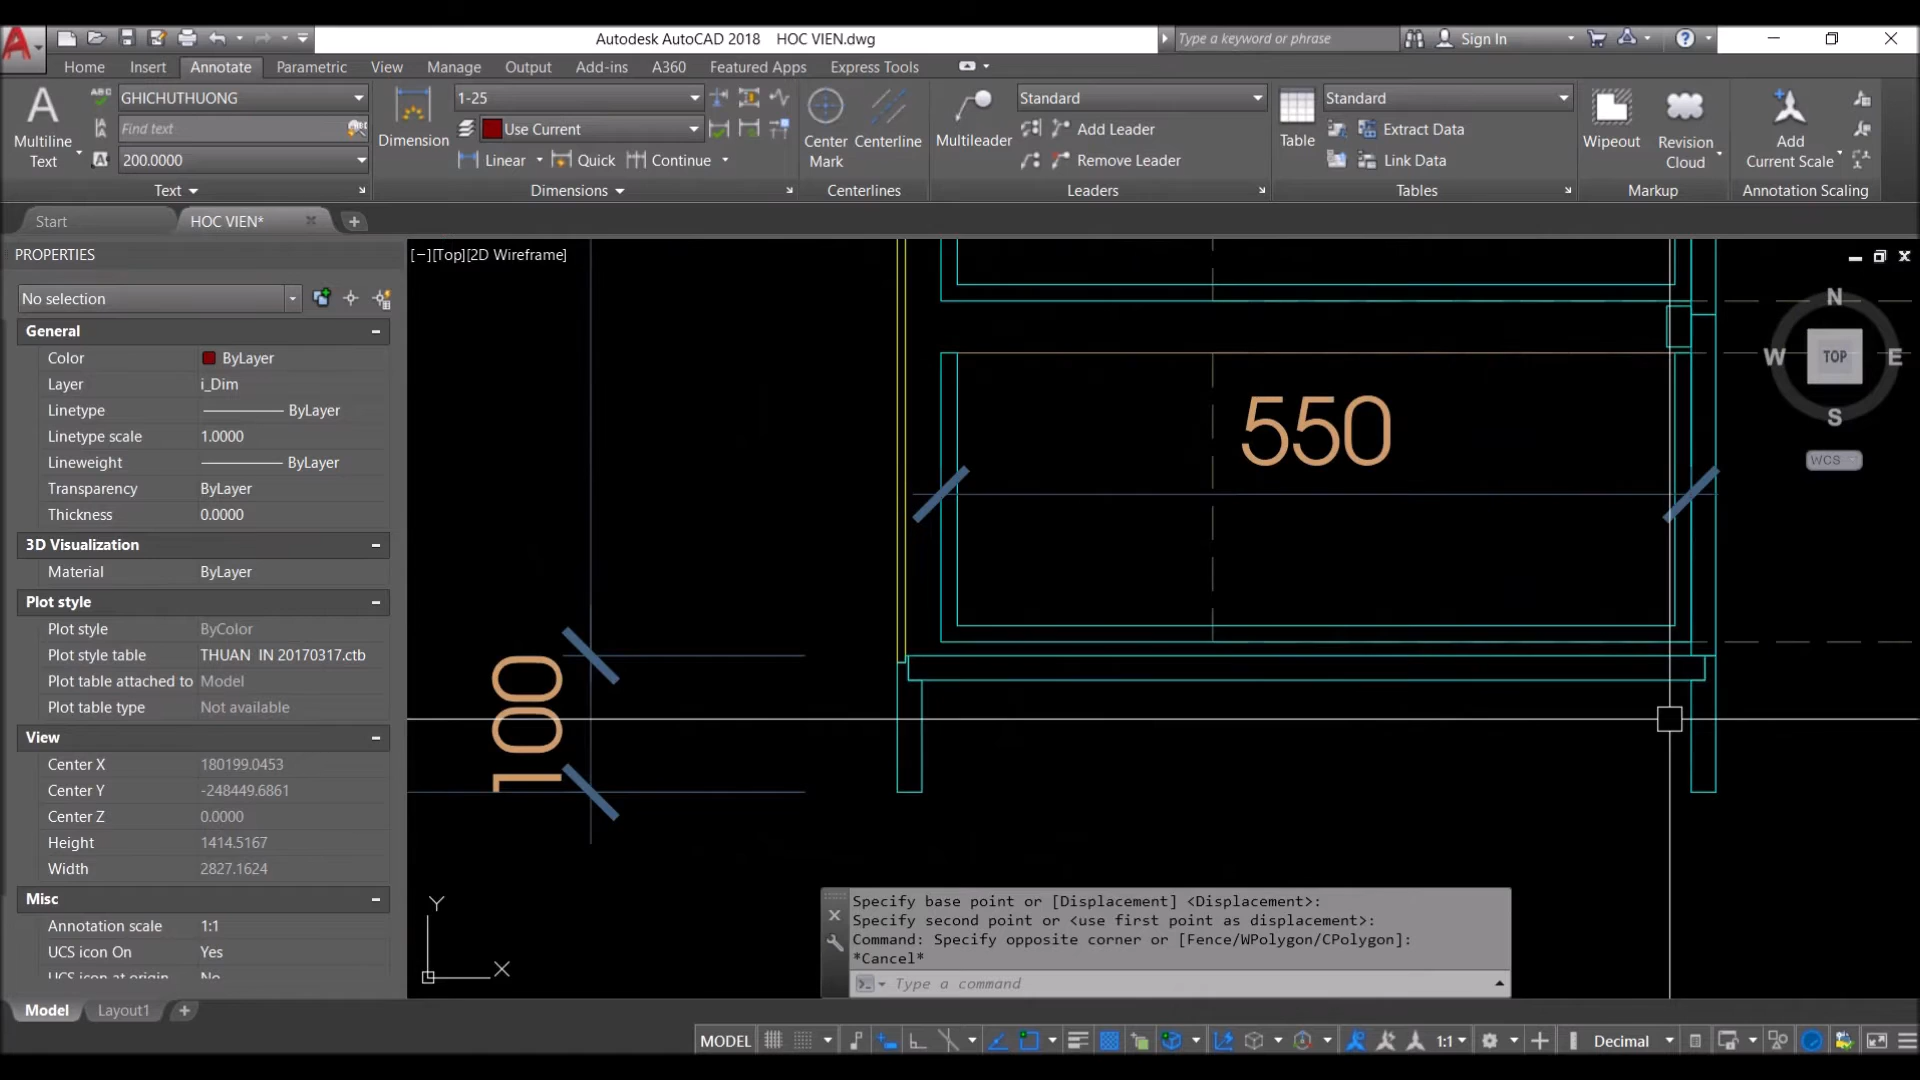 Autodesk AutoCAD 2018 HOC VIEN.dwg
Type a keyword or phrase
Sign In
Home Insert Annotate Parametric View Manage Output Add-ins A360 Featured Apps Express Tools
A
Multiline
Text
ABC
GHICHUTHUONG
Find text
200.0000
Text
Dimension
1-25
Use Current
Linear Quick Continue
Dimensions
Center
Mark
Centerline
Centerlines
Multileader
Standard
Add Leader
Remove Leader
Leaders
Table
Standard
Extract Data
Link Data
Tables
Wipeout
Revision
Cloud
Markup
Add
Current Scale
Annotation Scaling
Start HOC VIEN*
PROPERTIES
No selection
General
Color ByLayer
Layer i_Dim
Linetype ByLayer
Linetype scale 1.0000
Lineweight ByLayer
Transparency ByLayer
Thickness 0.0000
3D Visualization
Material ByLayer
Plot style
Plot style ByColor
Plot style table THUAN IN 20170317.ctb
Plot table attached to Model
Plot table type Not available
View
Center X 180199.0453
Center Y -248449.6861
Center Z 0.0000
Height 1414.5167
Width 2827.1624
Misc
Annotation scale 1:1
UCS icon On Yes
UCS icon at origin No
[−][Top][2D Wireframe]
550
100
N
W TOP E
S
WCS
Y
X
Specify base point or [Displacement] <Displacement>:
Specify second point or <use first point as displacement>:
Command: Specify opposite corner or [Fence/WPolygon/CPolygon]:
*Cancel*
Type a command
Model Layout1
MODEL 1:1 Decimal